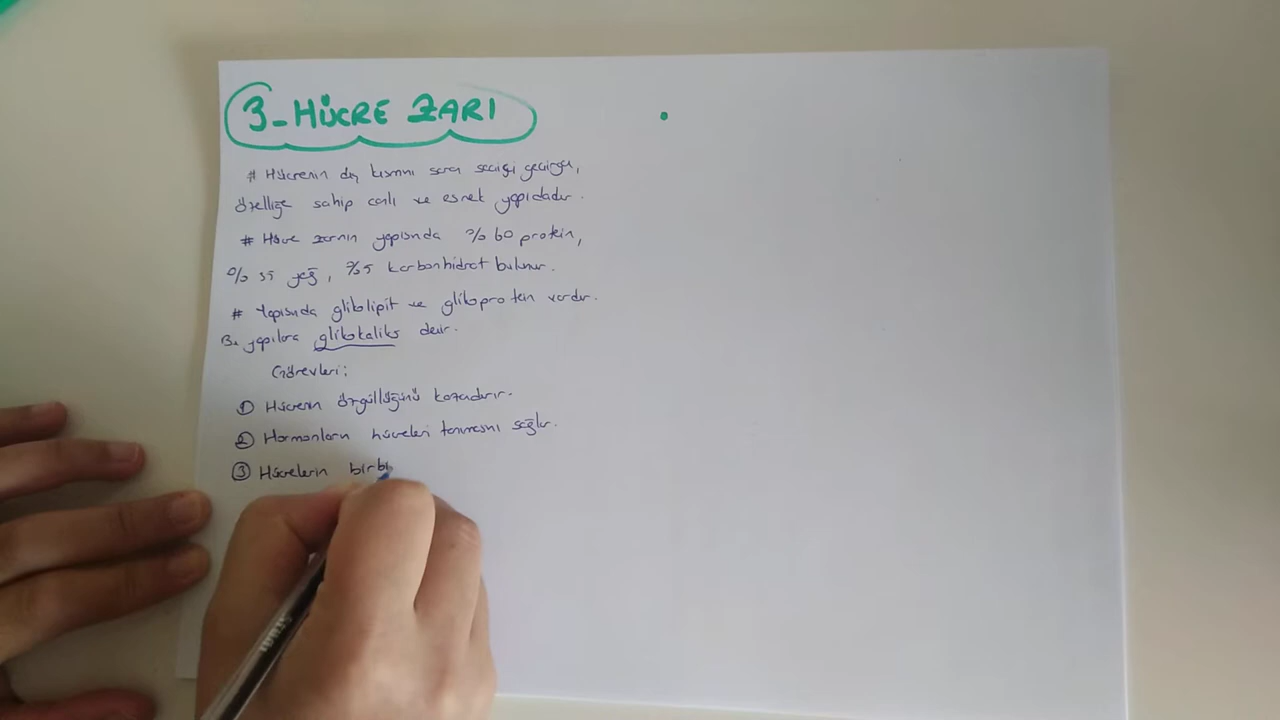 3- HÜCRE ZARI
# Hücrenin dış kısmını saran seçici geçirgen,
özelliğe sahip canlı ve esnek yapıdadır.
# Hücre zarının yapısında % 60 protein,
% 35 yağ, %5 karbonhidrat bulunur.
# Yapısında glikolipit ve glikoprotein vardır.
Bu yapılara glikokaliks denir.
Görevleri:
① Hücrenin özgüllüğünü kazandırır.
② Hormonların hücreleri tanımasını sağlar.
③ Hücrelerin birbi